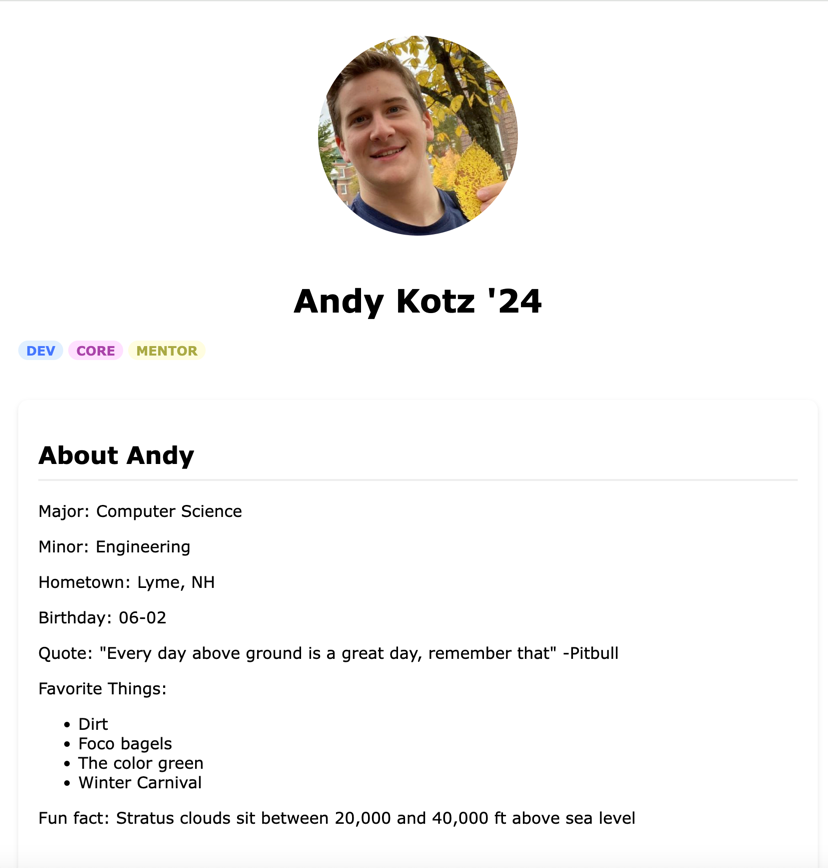 Andy Kotz '24
DEV CORE MENTOR
About Andy
Major: Computer Science
Minor: Engineering
Hometown: Lyme, NH
Birthday: 06-02
Quote: "Every day above ground is a great day, remember that" -Pitbull
Favorite Things:
• Dirt
• Foco bagels
• The color green
• Winter Carnival
Fun fact: Stratus clouds sit between 20,000 and 40,000 ft above sea level